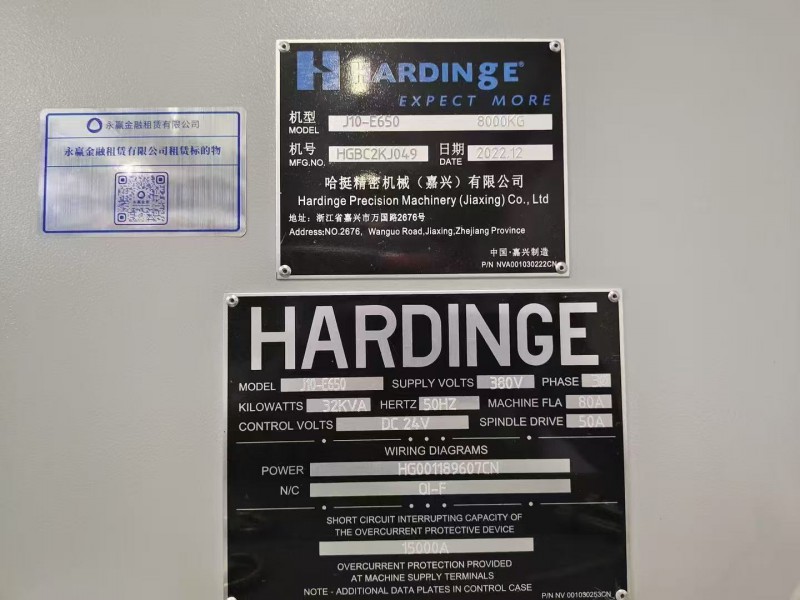 永赢金融租赁有限公司
永赢金融租赁有限公司租赁标的物
HARDINGE®
EXPECT MORE
机型 MODEL J10-E650 8000KG
机号 MFG.NO. HGBC2KJ049 日期 DATE 2022.12
哈挺精密机械（嘉兴）有限公司
Hardinge Precision Machinery (Jiaxing) Co., Ltd
地址: 浙江省嘉兴市万国路2676号
Address:NO.2676, Wanguo Road,Jiaxing,Zhejiang Province
中国·嘉兴制造
P/N NVA001030222CN
HARDINGE
MODEL J10-E650 SUPPLY VOLTS 380V PHASE 3
KILOWATTS 32KVA HERTZ 50HZ MACHINE FLA 80A
CONTROL VOLTS DC 24V SPINDLE DRIVE 50A
WIRING DIAGRAMS
POWER HG001189607CN
N/C OI-F
SHORT CIRCUIT INTERRUPTING CAPACITY OF
THE OVERCURRENT PROTECTIVE DEVICE
15000A
OVERCURRENT PROTECTION PROVIDED
AT MACHINE SUPPLY TERMINALS
NOTE - ADDITIONAL DATA PLATES IN CONTROL CASE
P/N NV 001030253CN